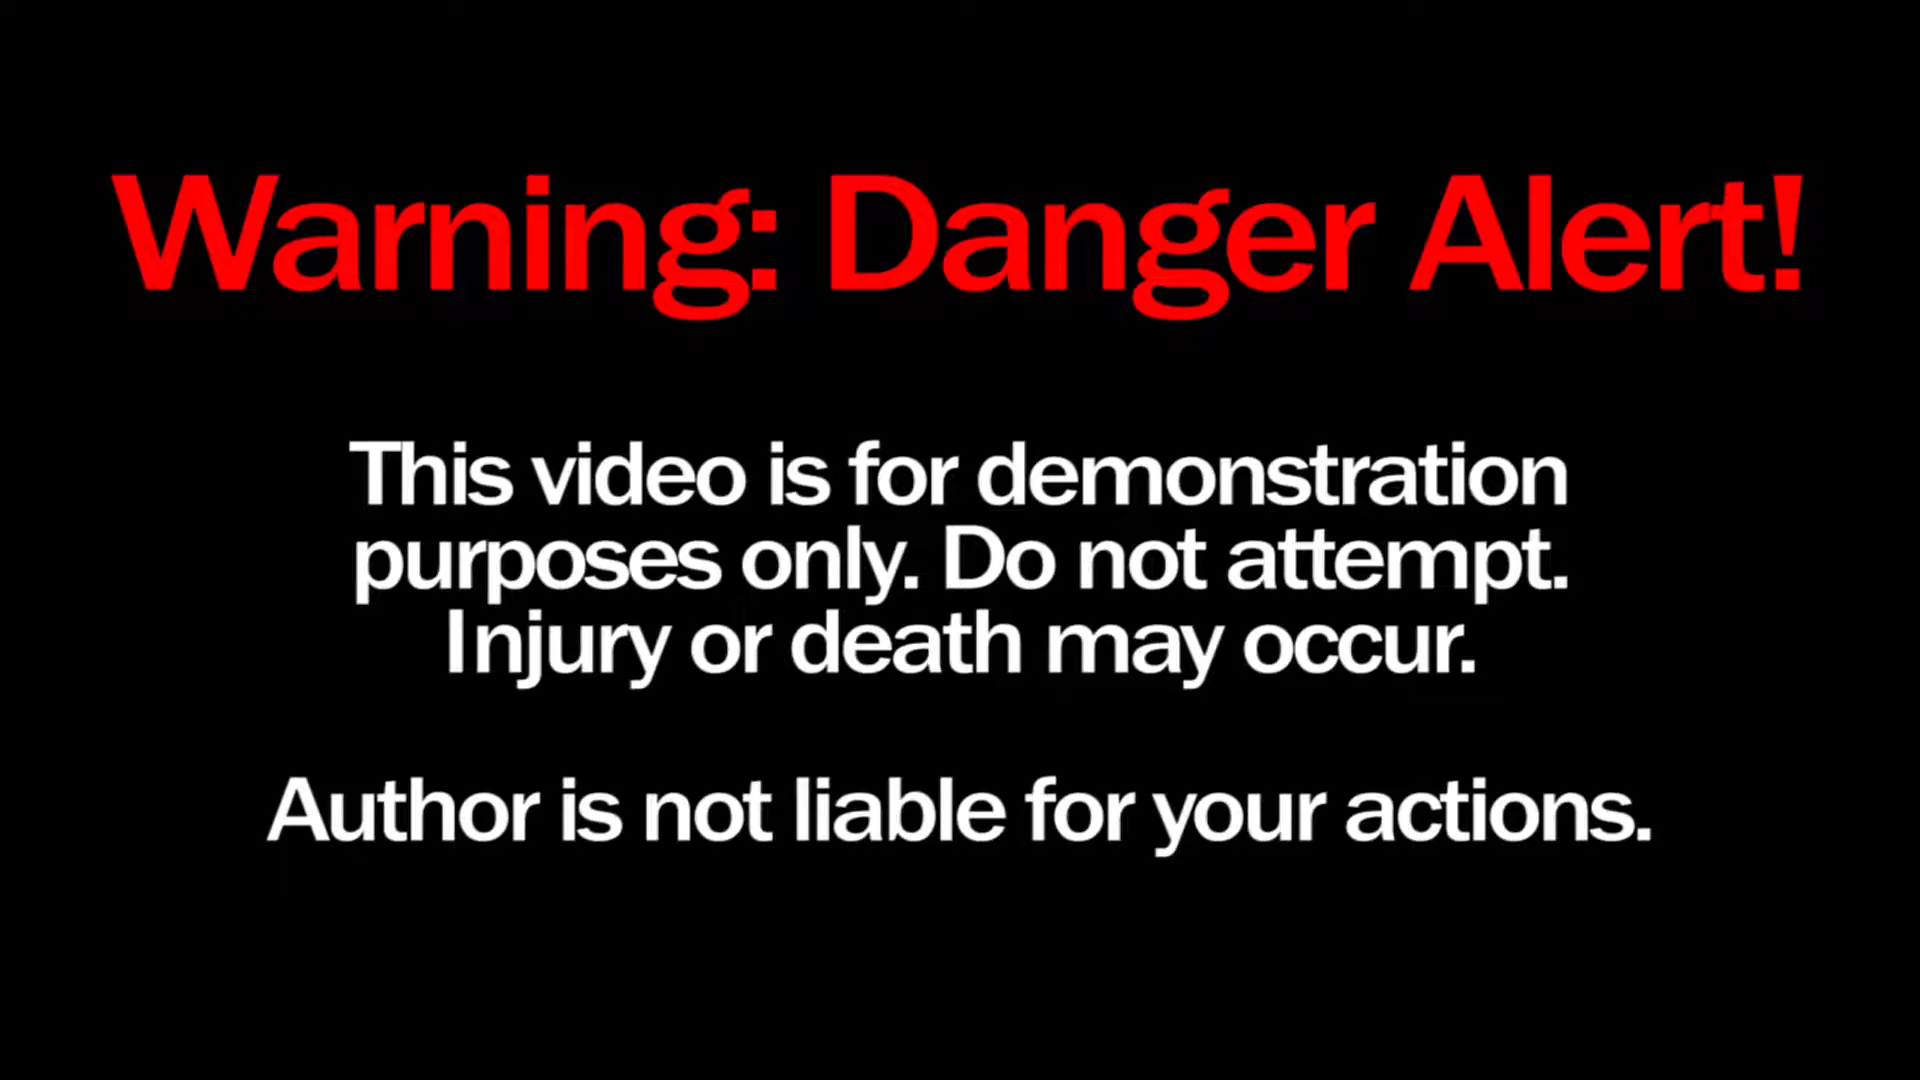 Warning: Danger Alert!
This video is for demonstration
purposes only. Do not attempt.
Injury or death may occur.
Author is not liable for your actions.